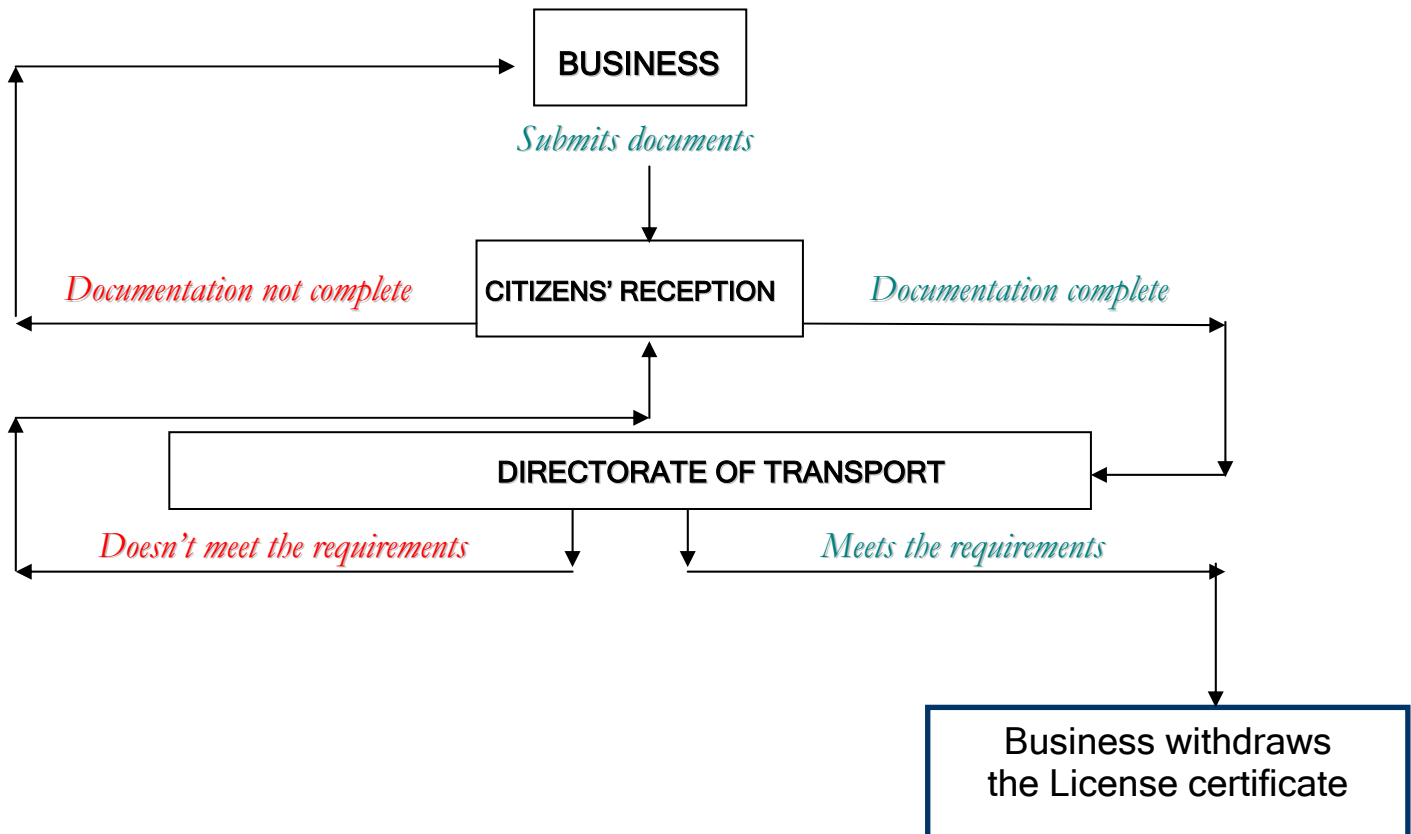 BUSINESS
Submits documents
Documentation not complete
CITIZENS’ RECEPTION
Documentation complete
DIRECTORATE OF TRANSPORT
Doesn’t meet the requirements
Meets the requirements
Business withdraws
the License certificate